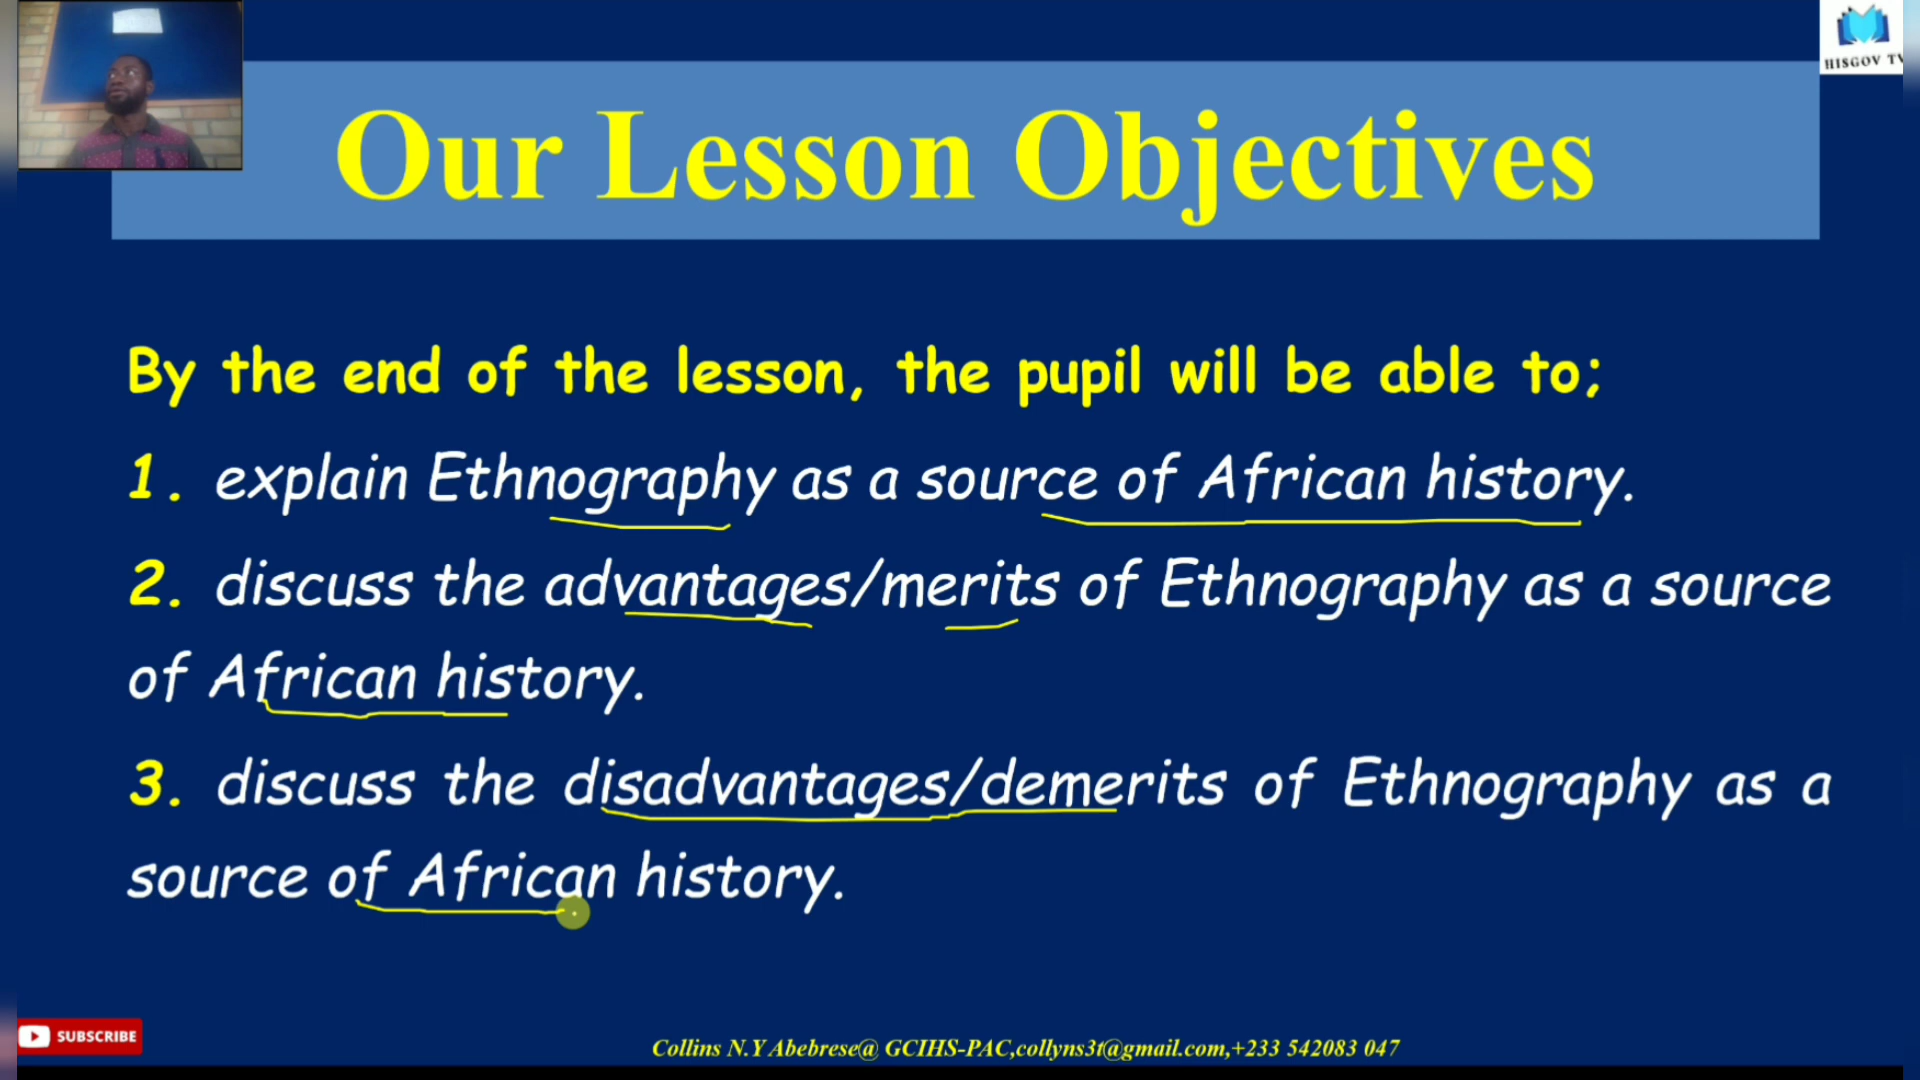 HISGOV TV
Our Lesson Objectives
By the end of the lesson, the pupil will be able to;
1. explain Ethnography as a source of African history.
2. discuss the advantages/merits of Ethnography as a source
of African history.
3. discuss the disadvantages/demerits of Ethnography as a
source of African history.
SUBSCRIBE
Collins N.Y Abebrese@ GCIHS-PAC,collyns3t@gmail.com,+233 542083 047